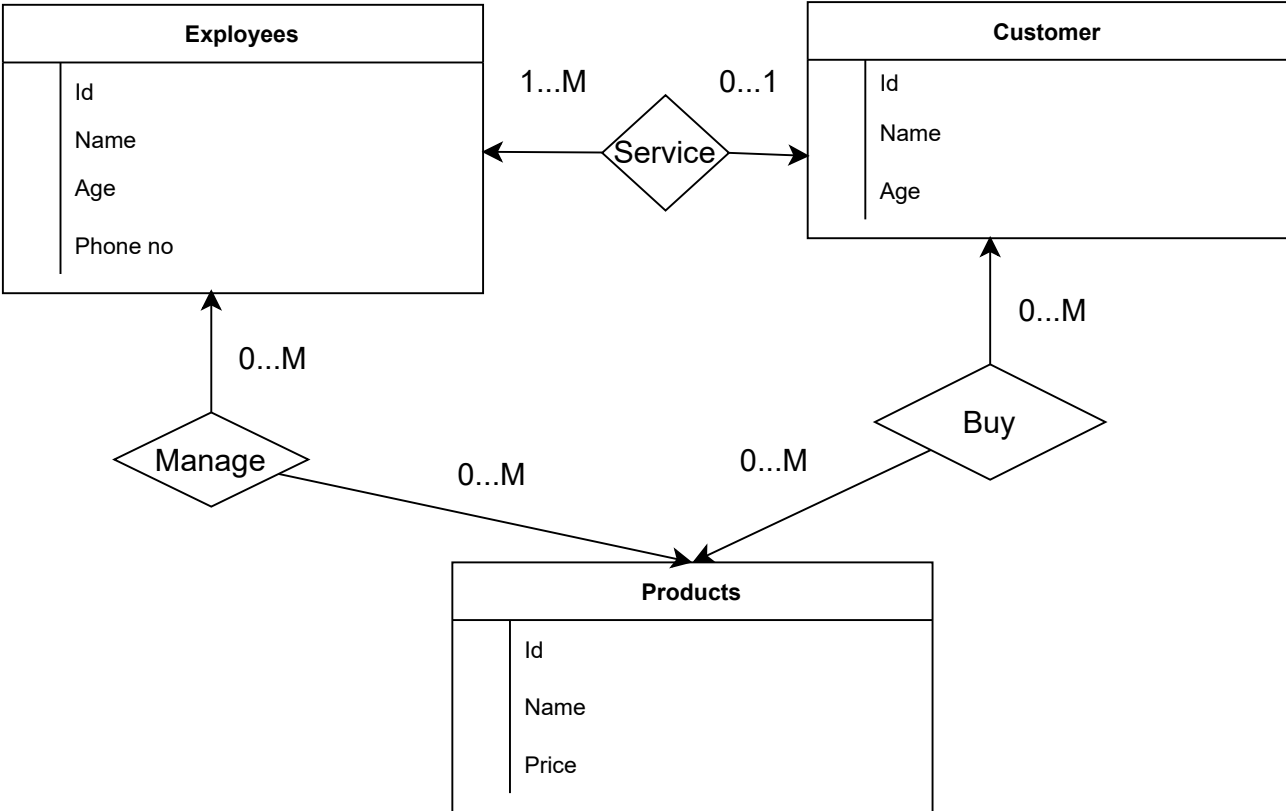 Exployees
Id
Name
Age
Phone no
1...M
0...1
Service
Customer
Id
Name
Age
0...M
Manage
0...M
0...M
Buy
0...M
Products
Id
Name
Price